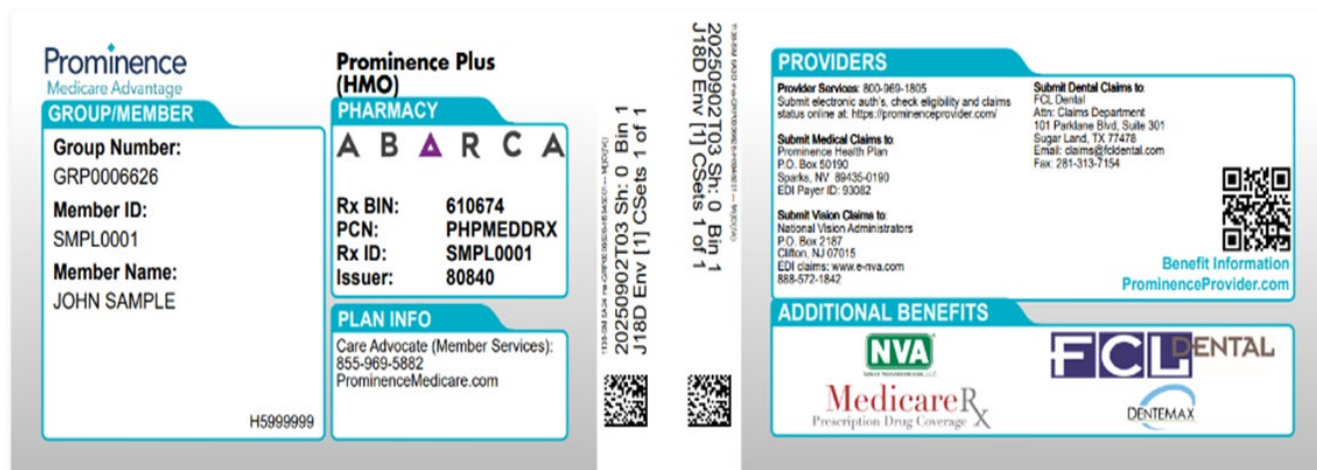 Prominence
Medicare Advantage
GROUP/MEMBER
Group Number:
GRP0006626
Member ID:
SMPL0001
Member Name:
JOHN SAMPLE
H5999999
Prominence Plus
(HMO)
PHARMACY
ABARCA
Rx BIN: 610674
PCN: PHPMEDDRX
Rx ID: SMPL0001
Issuer: 80840
PLAN INFO
Care Advocate (Member Services):
855-969-5882
ProminenceMedicare.com
20250902T03 Sh: 0 Bin 1
J18D Env [1] CSets 1 of 1
20250902T03 Sh: 0 Bin 1
J18D Env [1] CSets 1 of 1
PROVIDERS
Provider Services: 800-969-1805
Submit electronic auth's, check eligibility and claims
status online at: https://prominenceprovider.com/
Submit Medical Claims to:
Prominence Health Plan
P.O. Box 50190
Sparks, NV 89435-0190
EDI Payer ID: 93082
Submit Vision Claims to:
National Vision Administrators
P.O. Box 2187
Clifton, NJ 07015
EDI claims: www.e-nva.com
888-572-1842
Submit Dental Claims to:
FCL Dental
Attn: Claims Department
101 Parklane Blvd, Suite 301
Sugar Land, TX 77478
Email: claims@fcldental.com
Fax: 281-313-7154
Benefit Information
ProminenceProvider.com
ADDITIONAL BENEFITS
NVA
FCL DENTAL
MedicareRx
Prescription Drug Coverage
DENTEMAX